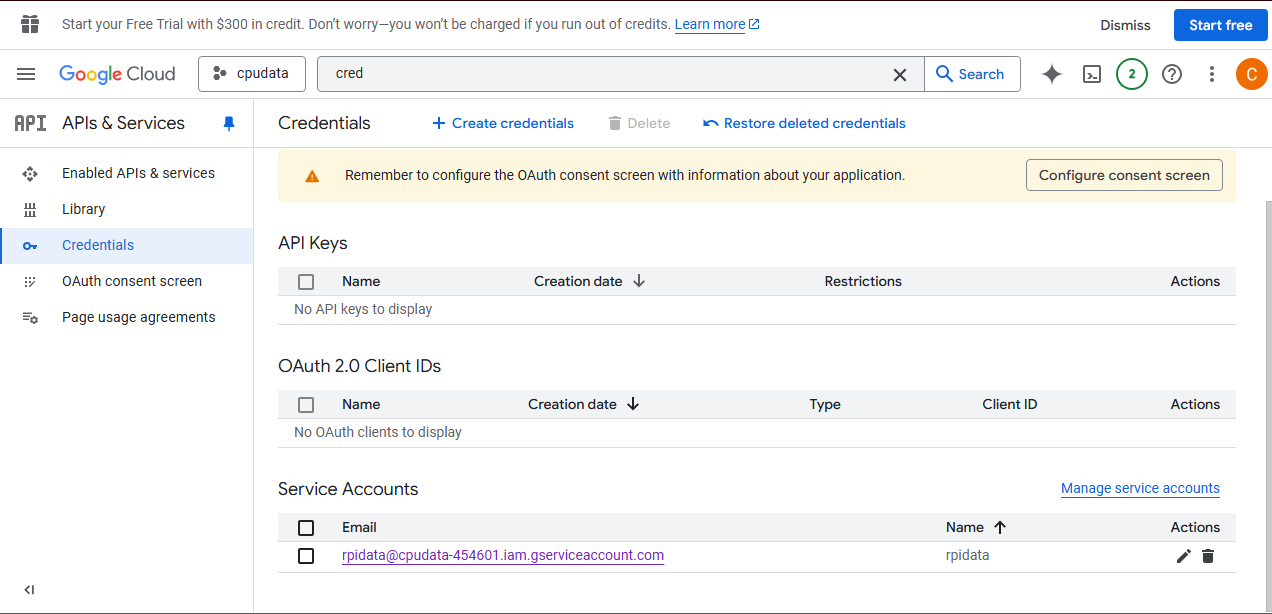 Start your Free Trial with $300 in credit. Don’t worry—you won’t be charged if you run out of credits. Learn more
Dismiss
Start free
Google Cloud
cpudata
cred
Search
2
C
API APIs & Services
Credentials
Create credentials
Delete
Restore deleted credentials
Enabled APIs & services
Library
Credentials
OAuth consent screen
Page usage agreements
Remember to configure the OAuth consent screen with information about your application.
Configure consent screen
API Keys
Name Creation date Restrictions Actions
No API keys to display
OAuth 2.0 Client IDs
Name Creation date Type Client ID Actions
No OAuth clients to display
Service Accounts
Manage service accounts
Email Name Actions
rpidata@cpudata-454601.iam.gserviceaccount.com rpidata